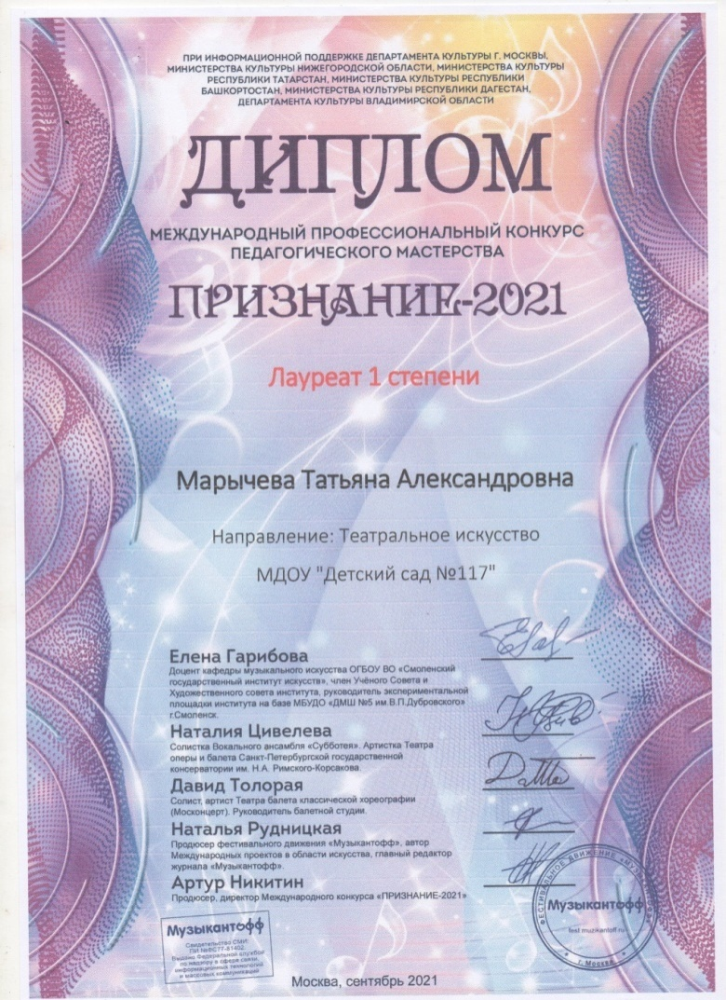 ПРИ ИНФОРМАЦИОННОЙ ПОДДЕРЖКЕ ДЕПАРТАМЕНТА КУЛЬТУРЫ Г. МОСКВЫ,
МИНИСТЕРСТВА КУЛЬТУРЫ НИЖЕГОРОДСКОЙ ОБЛАСТИ, МИНИСТЕРСТВА КУЛЬТУРЫ
РЕСПУБЛИКИ ТАТАРСТАН, МИНИСТЕРСТВА КУЛЬТУРЫ РЕСПУБЛИКИ
БАШКОРТОСТАН, МИНИСТЕРСТВА КУЛЬТУРЫ РЕСПУБЛИКИ ДАГЕСТАН,
ДЕПАРТАМЕНТА КУЛЬТУРЫ ВЛАДИМИРСКОЙ ОБЛАСТИ
ДИПЛОМ
МЕЖДУНАРОДНЫЙ ПРОФЕССИОНАЛЬНЫЙ КОНКУРС
ПЕДАГОГИЧЕСКОГО МАСТЕРСТВА
ПРИЗНАНИЕ-2021
Лауреат 1 степени
Марычева Татьяна Александровна
Направление: Театральное искусство
МДОУ "Детский сад №117"
Елена Гарибова
Доцент кафедры музыкального искусства ОГБОУ ВО «Смоленский
государственный институт искусств», член Учёного Совета и
Художественного совета института, руководитель экспериментальной
площадки института на базе МБУДО «ДМШ №5 им.В.П.Дубровского»
г.Смоленск.
Наталия Цивелева
Солистка Вокального ансамбля «Субботея». Артистка Театра
оперы и балета Санкт-Петербургской государственной
консерватории им. Н.А. Римского-Корсакова.
Давид Толорая
Солист, артист Театра балета классической хореографии
(Москонцерт). Руководитель балетной студии.
Наталья Рудницкая
Продюсер фестивального движения «Музыкантофф», автор
Международных проектов в области искусства, главный редактор
журнала «Музыкантофф».
Артур Никитин
Продюсер, директор Международного конкурса «ПРИЗНАНИЕ-2021»
Музыкантофф
Свидетельство СМИ:
ПИ №ФС77-61402.
Выдано Федеральной службой
по надзору в сфере связи,
информационных технологий
и массовых коммуникаций
ФЕСТИВАЛЬНОЕ ДВИЖЕНИЕ
Музыкантофф
fest.muzikantoff.ru
г. Москва
Москва, сентябрь 2021